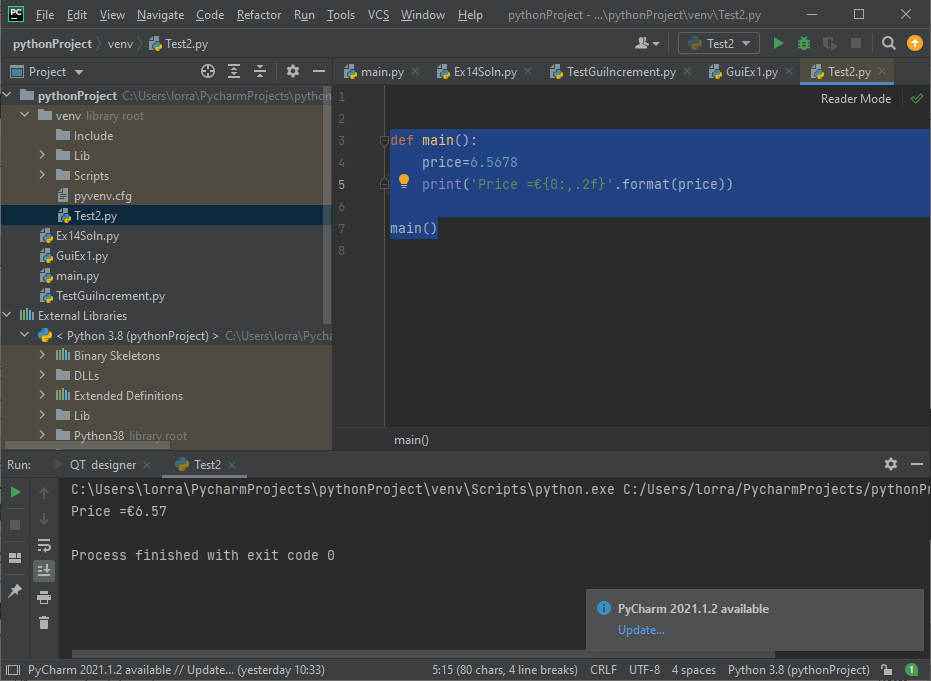 PC File Edit View Navigate Code Refactor Run Tools VCS Window Help pythonProject - ...\pythonProject\venv\Test2.py
pythonProject venv Test2.py Test2
Project main.py Ex14Soln.py TestGuiIncrement.py GuiEx1.py Test2.py
pythonProject C:\Users\lorra\PycharmProjects\python
venv library root
Include
Lib
Scripts
pyvenv.cfg
Test2.py
Ex14Soln.py
GuiEx1.py
main.py
TestGuiIncrement.py
External Libraries
< Python 3.8 (pythonProject) > C:\Users\lorra\Pycha
Binary Skeletons
DLLs
Extended Definitions
Lib
Python38 library root
Reader Mode
1
2
3 def main():
4     price=6.5678
5     print('Price =€{0:,.2f}'.format(price))
6
7 main()
8
main()
Run: QT designer Test2
C:\Users\lorra\PycharmProjects\pythonProject\venv\Scripts\python.exe C:/Users/lorra/PycharmProjects/pythonPr
Price =€6.57
Process finished with exit code 0
PyCharm 2021.1.2 available
Update...
PyCharm 2021.1.2 available // Update... (yesterday 10:33) 5:15 (80 chars, 4 line breaks) CRLF UTF-8 4 spaces Python 3.8 (pythonProject) 1